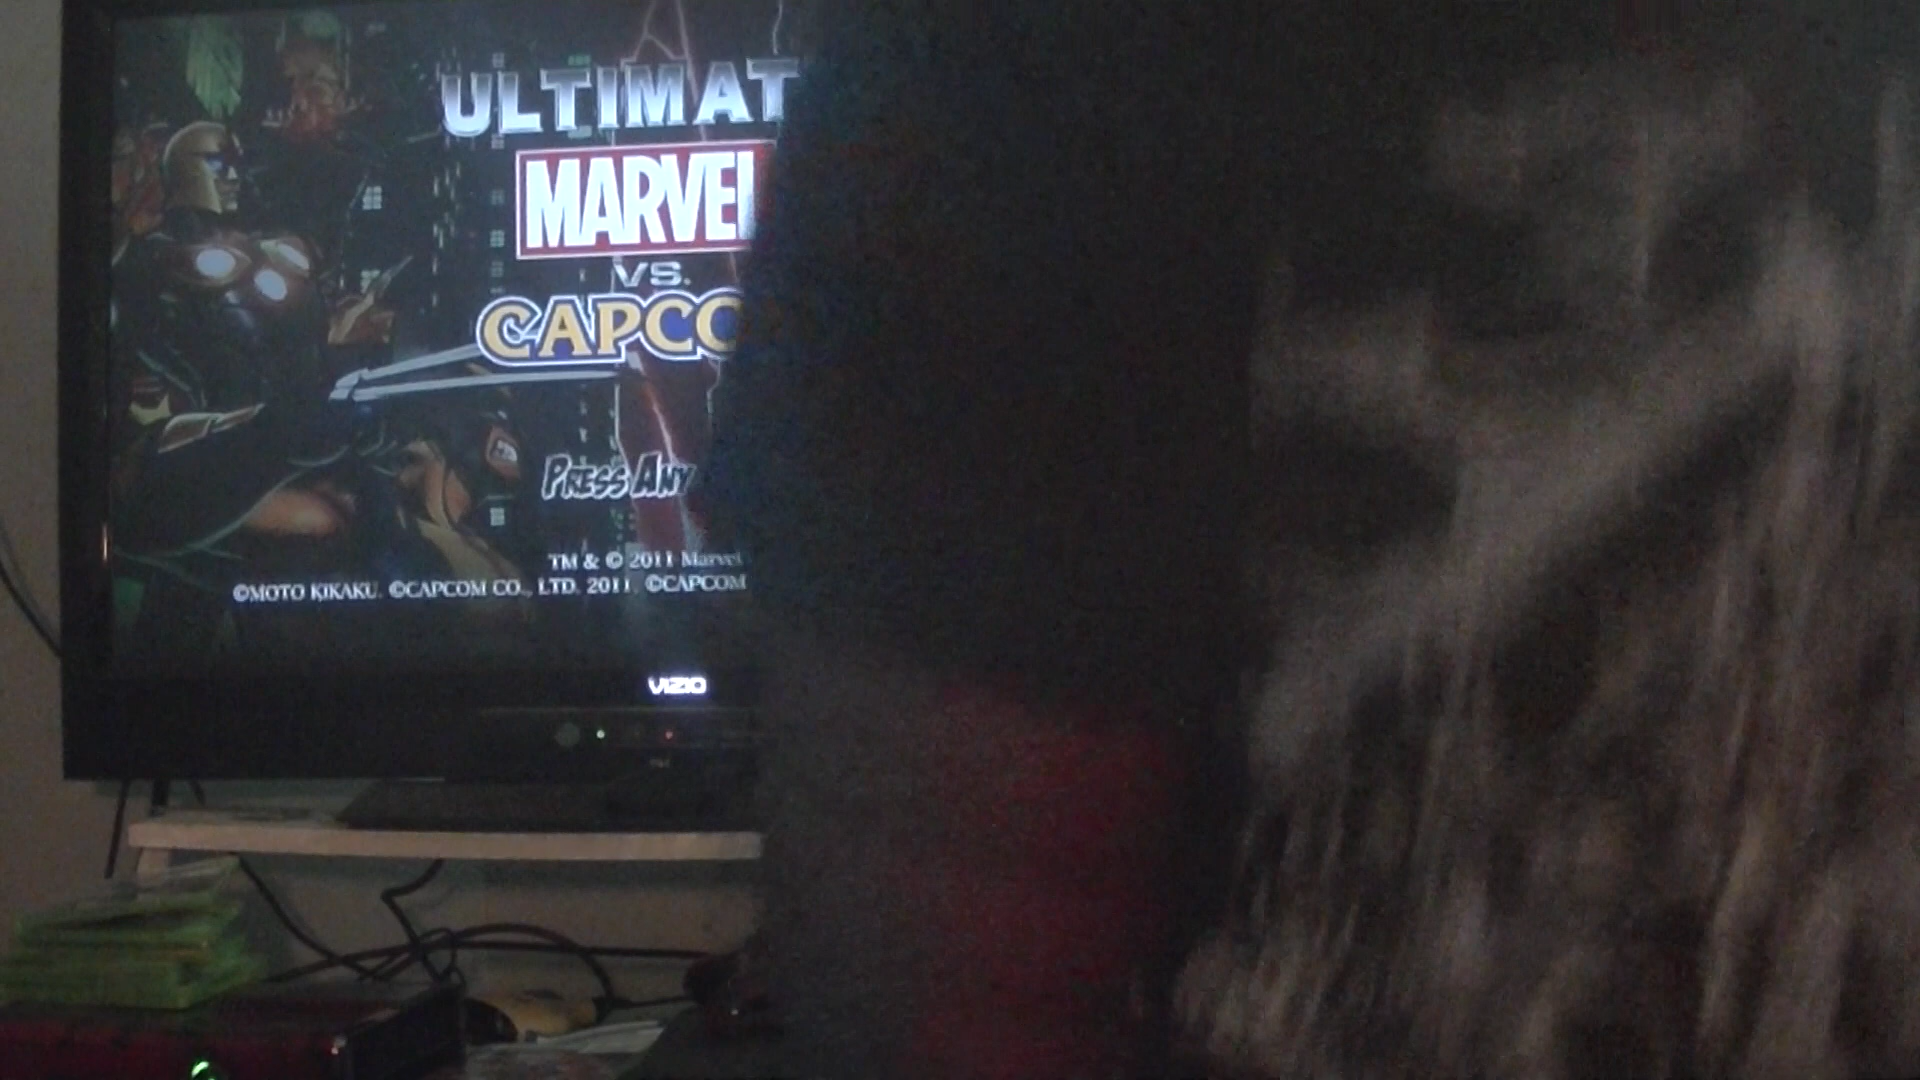 ULTIMAT
MARVEL
VS.
CAPCO
PRESS ANY
TM & © 2011 Marvel
©MOTO KIKAKU. ©CAPCOM CO., LTD. 2011, ©CAPCOM
VIZIO